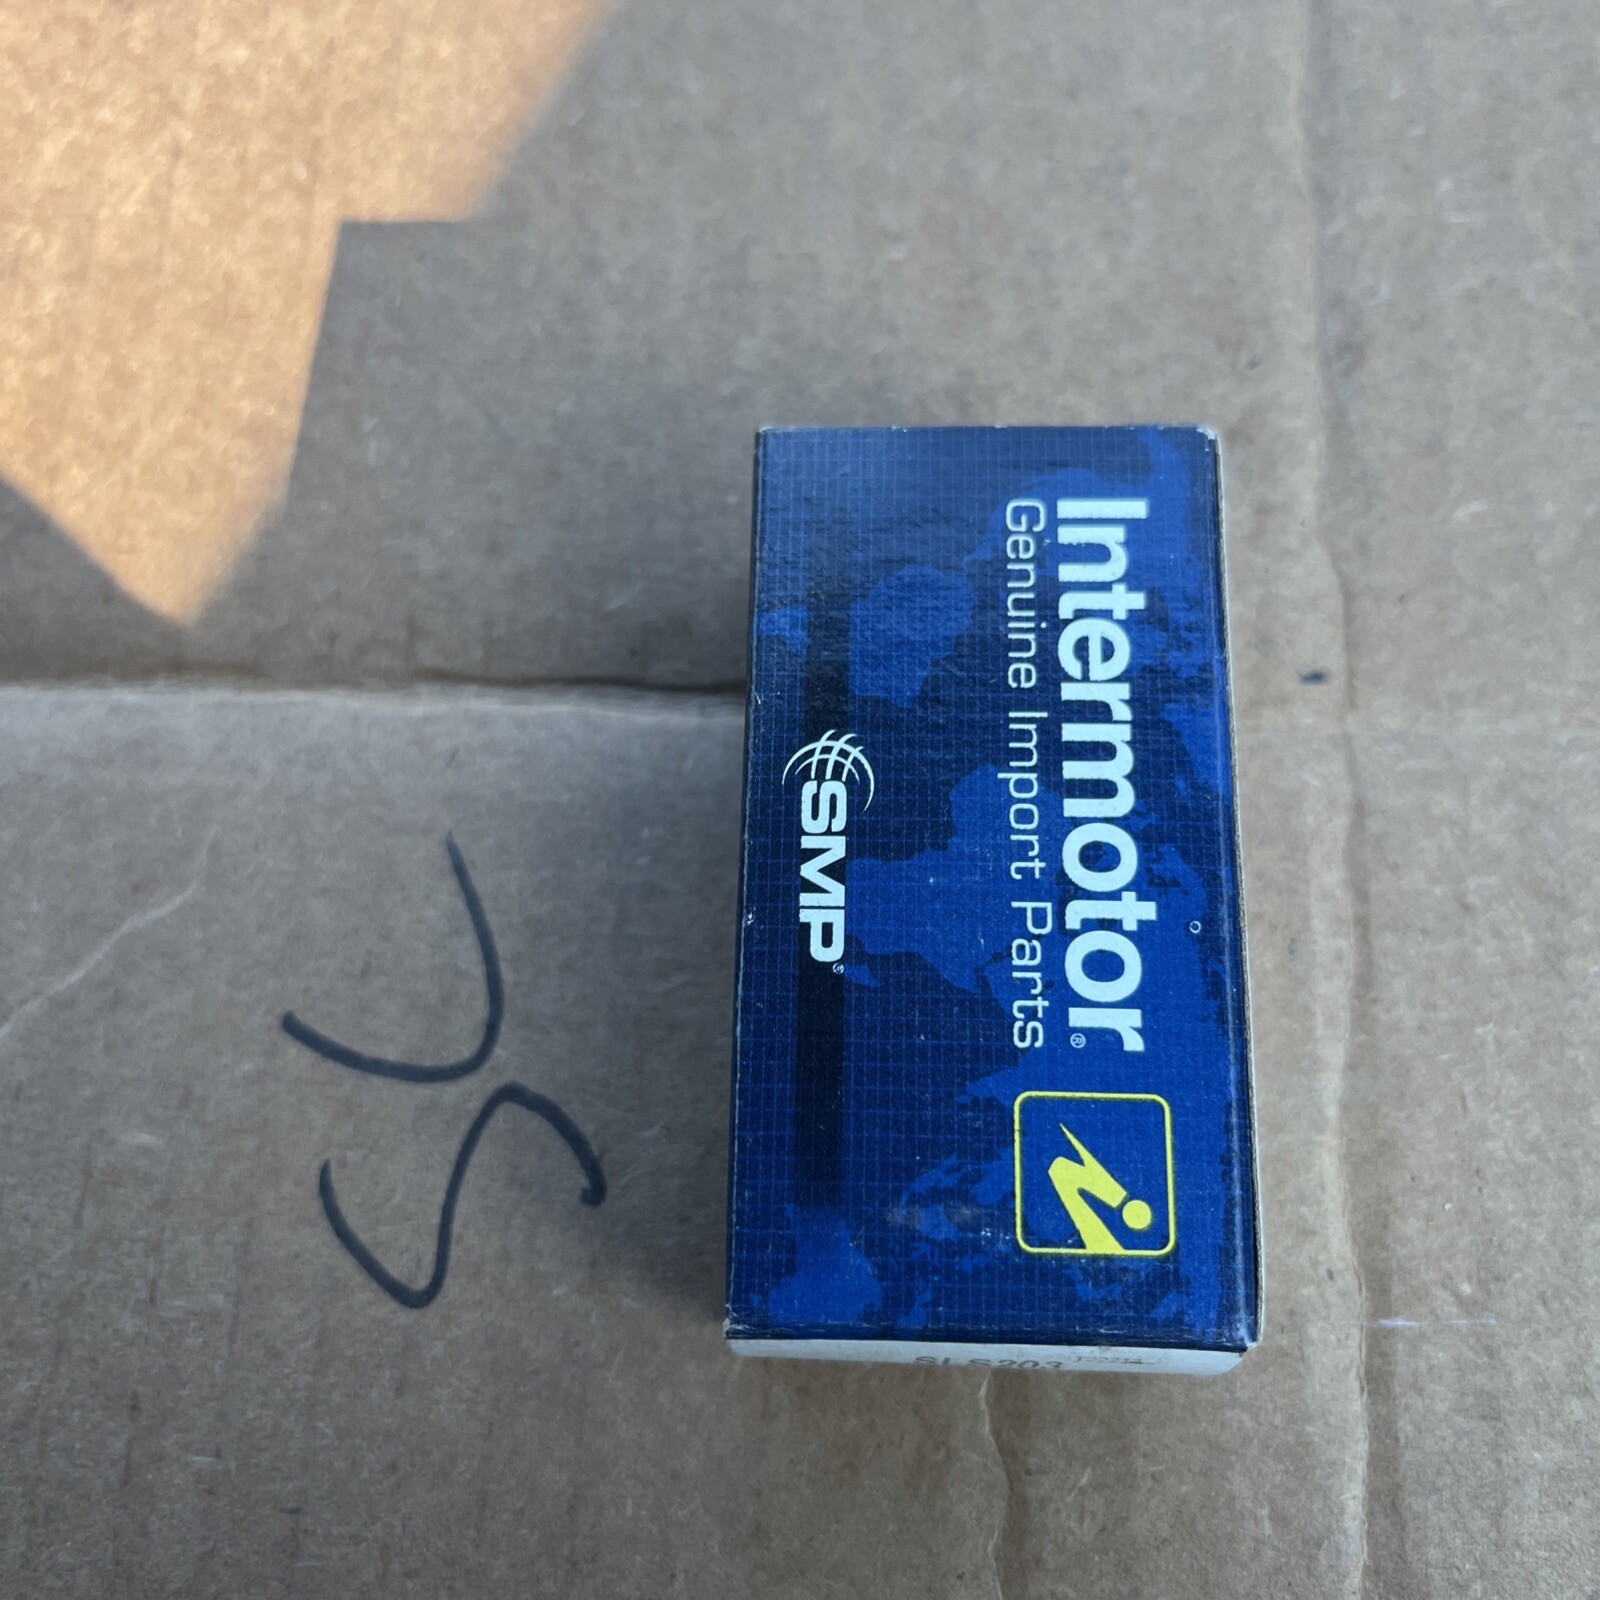 Intermotor®
Genuine Import Parts
SMP®
SLS203